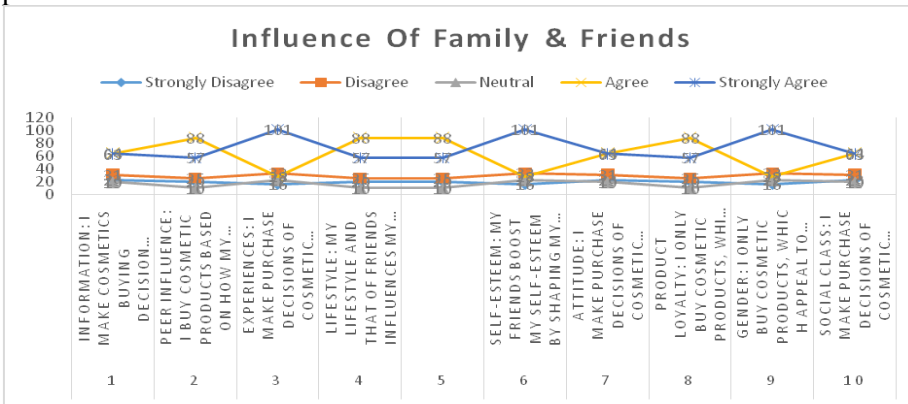 Influence Of Family & Friends
Strongly Disagree Disagree Neutral Agree Strongly Agree
120
100
80
60
40
20
0
88 88 88 88
101 101 101
57 57 57 57
INFORMATION: I
MAKE COSMETICS
BUYING
DECISION...
PEER INFLUENCE:
I BUY COSMETIC
PRODUCTS BASED
ON HOW MY...
EXPERIENCES: I
MAKE PURCHASE
DECISIONS OF
COSMETIC...
LIFESTYLE: MY
LIFESTYLE AND
THAT OF FRIENDS
INFLUENCES MY...
SELF-ESTEEM: MY
FRIENDS BOOST
MY SELF-ESTEEM
BY SHAPING MY...
ATTITUDE: I
MAKE PURCHASE
DECISIONS OF
COSMETIC...
PRODUCT
LOYALTY: I ONLY
BUY COSMETIC
PRODUCTS, WHI...
GENDER: I ONLY
BUY COSMETIC
PRODUCTS, WHIC
H APPEAL TO...
SOCIAL CLASS: I
MAKE PURCHASE
DECISIONS OF
COSMETIC...
1 2 3 4 5 6 7 8 9 10